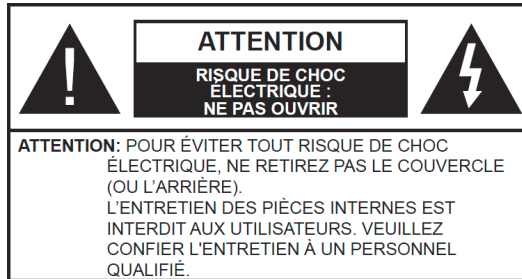 ATTENTION
RISQUE DE CHOC
ÉLECTRIQUE :
NE PAS OUVRIR
ATTENTION: POUR ÉVITER TOUT RISQUE DE CHOC
ÉLECTRIQUE, NE RETIREZ PAS LE COUVERCLE
(OU L'ARRIÈRE).
L'ENTRETIEN DES PIÈCES INTERNES EST
INTERDIT AUX UTILISATEURS. VEUILLEZ
CONFIER L'ENTRETIEN À UN PERSONNEL
QUALIFIÉ.